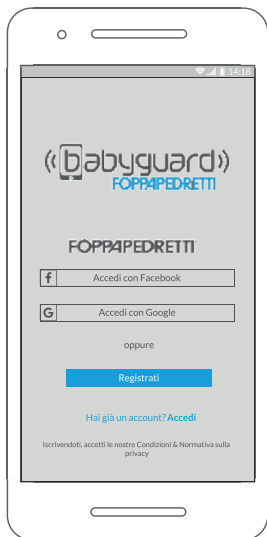 14:18
babyguard
FOPPAPEDRETTI
FOPPAPEDRETTI
f Accedi con Facebook
G Accedi con Google
oppure
Registrati
Hai già un account? Accedi
Iscrivendoti, accetti le nostre Condizioni & Normativa sulla
privacy